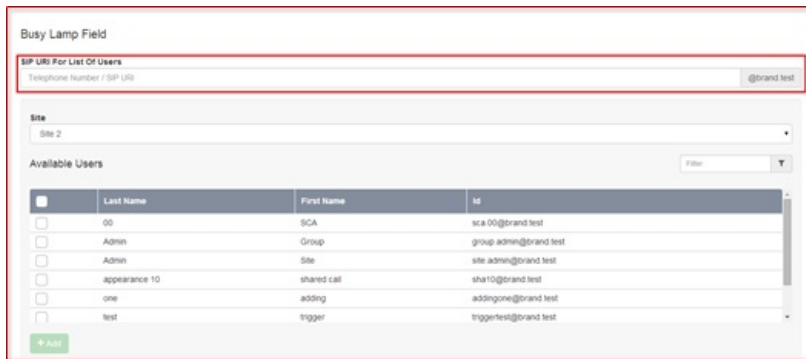 Busy Lamp Field
SIP URI For List Of Users
Telephone Number / SIP URI @brand.test
Site
Site 2
Available Users Filter
Last Name First Name Id
00 SCA sca.00@brand.test
Admin Group group.admin@brand.test
Admin Site site.admin@brand.test
appearance 10 shared call sha10@brand.test
one adding addingone@brand.test
test trigger triggertest@brand.test
+ Add